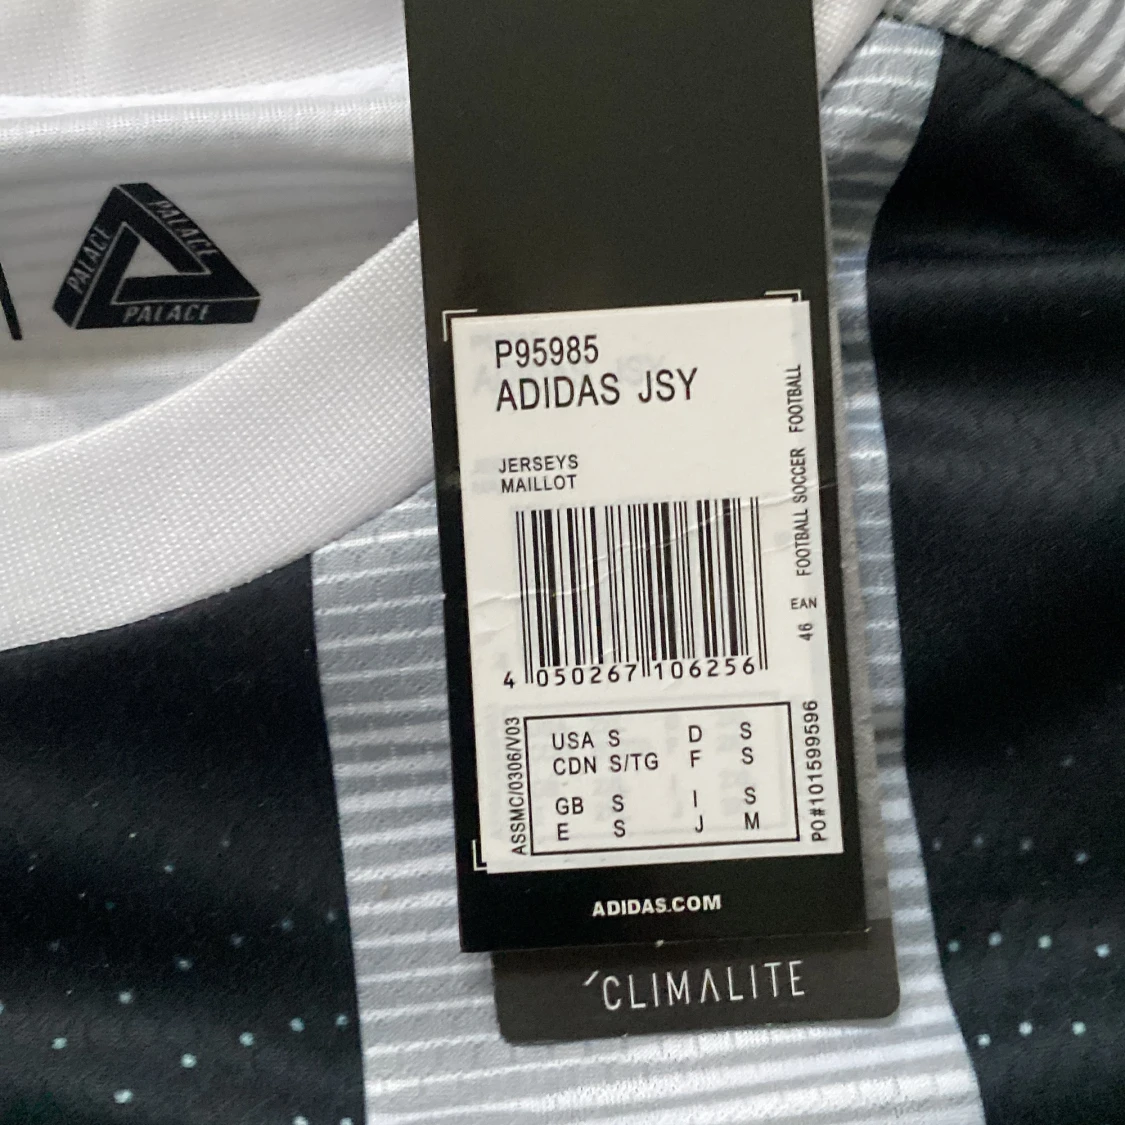 PALACE
PALACE
PALACE
P95985
ADIDAS JSY
JERSEYS
MAILLOT
FOOTBALL SOCCER FOOTBALL
46 EAN
4 050267 106256
ASSMC/0306/V03
USA S D S
CDN S/TG F S
GB S I S
E S J M
PO#101599596
ADIDAS.COM
CLIMALITE